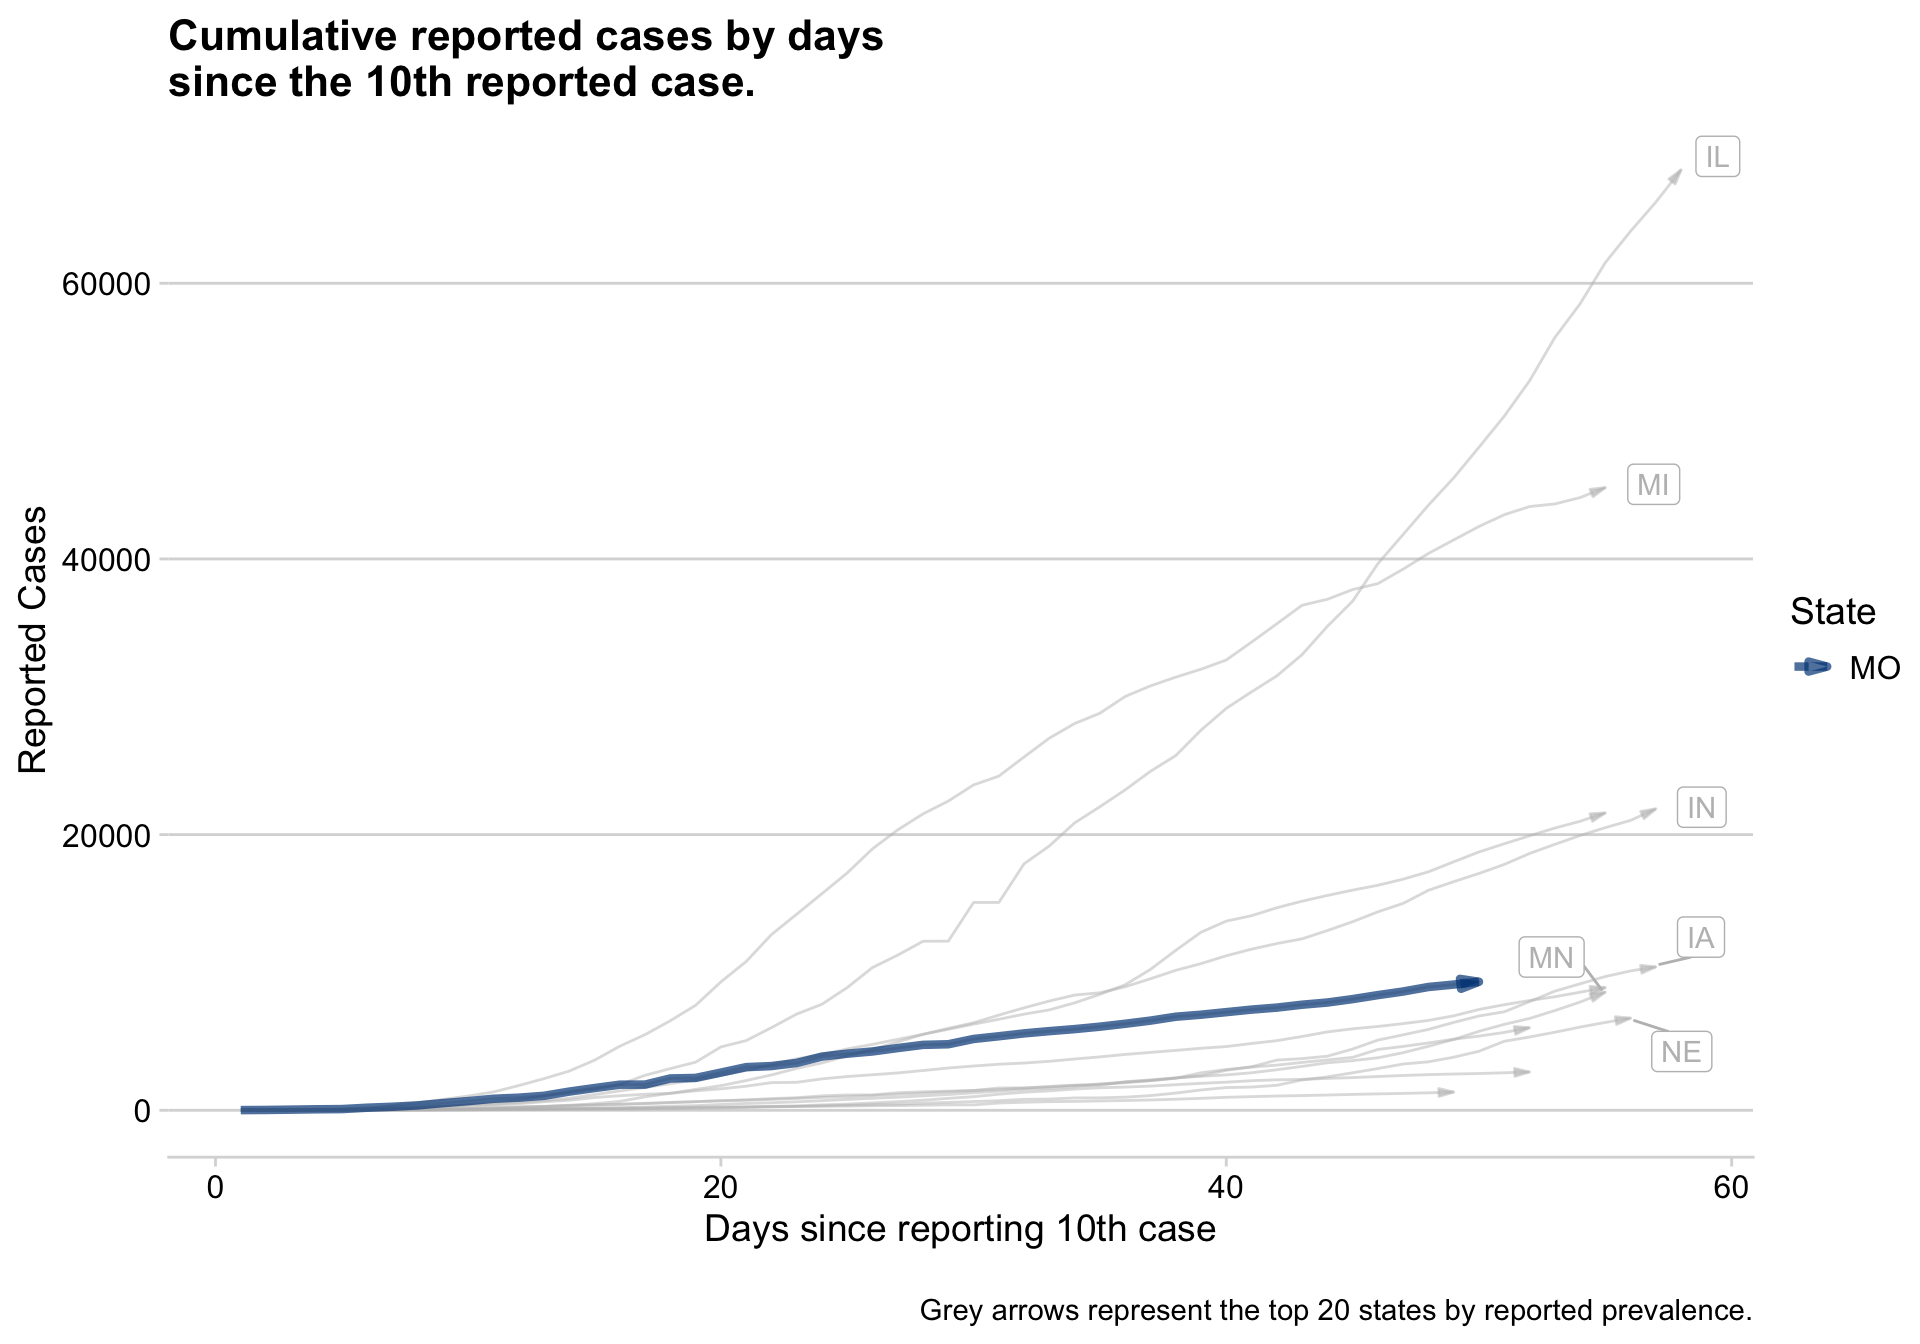 Cumulative reported cases by days
since the 10th reported case.
IL
60000
MI
40000
Reported Cases
State
MO
IN
20000
IA
MN
NE
0
0
20
40
60
Days since reporting 10th case
Grey arrows represent the top 20 states by reported prevalence.